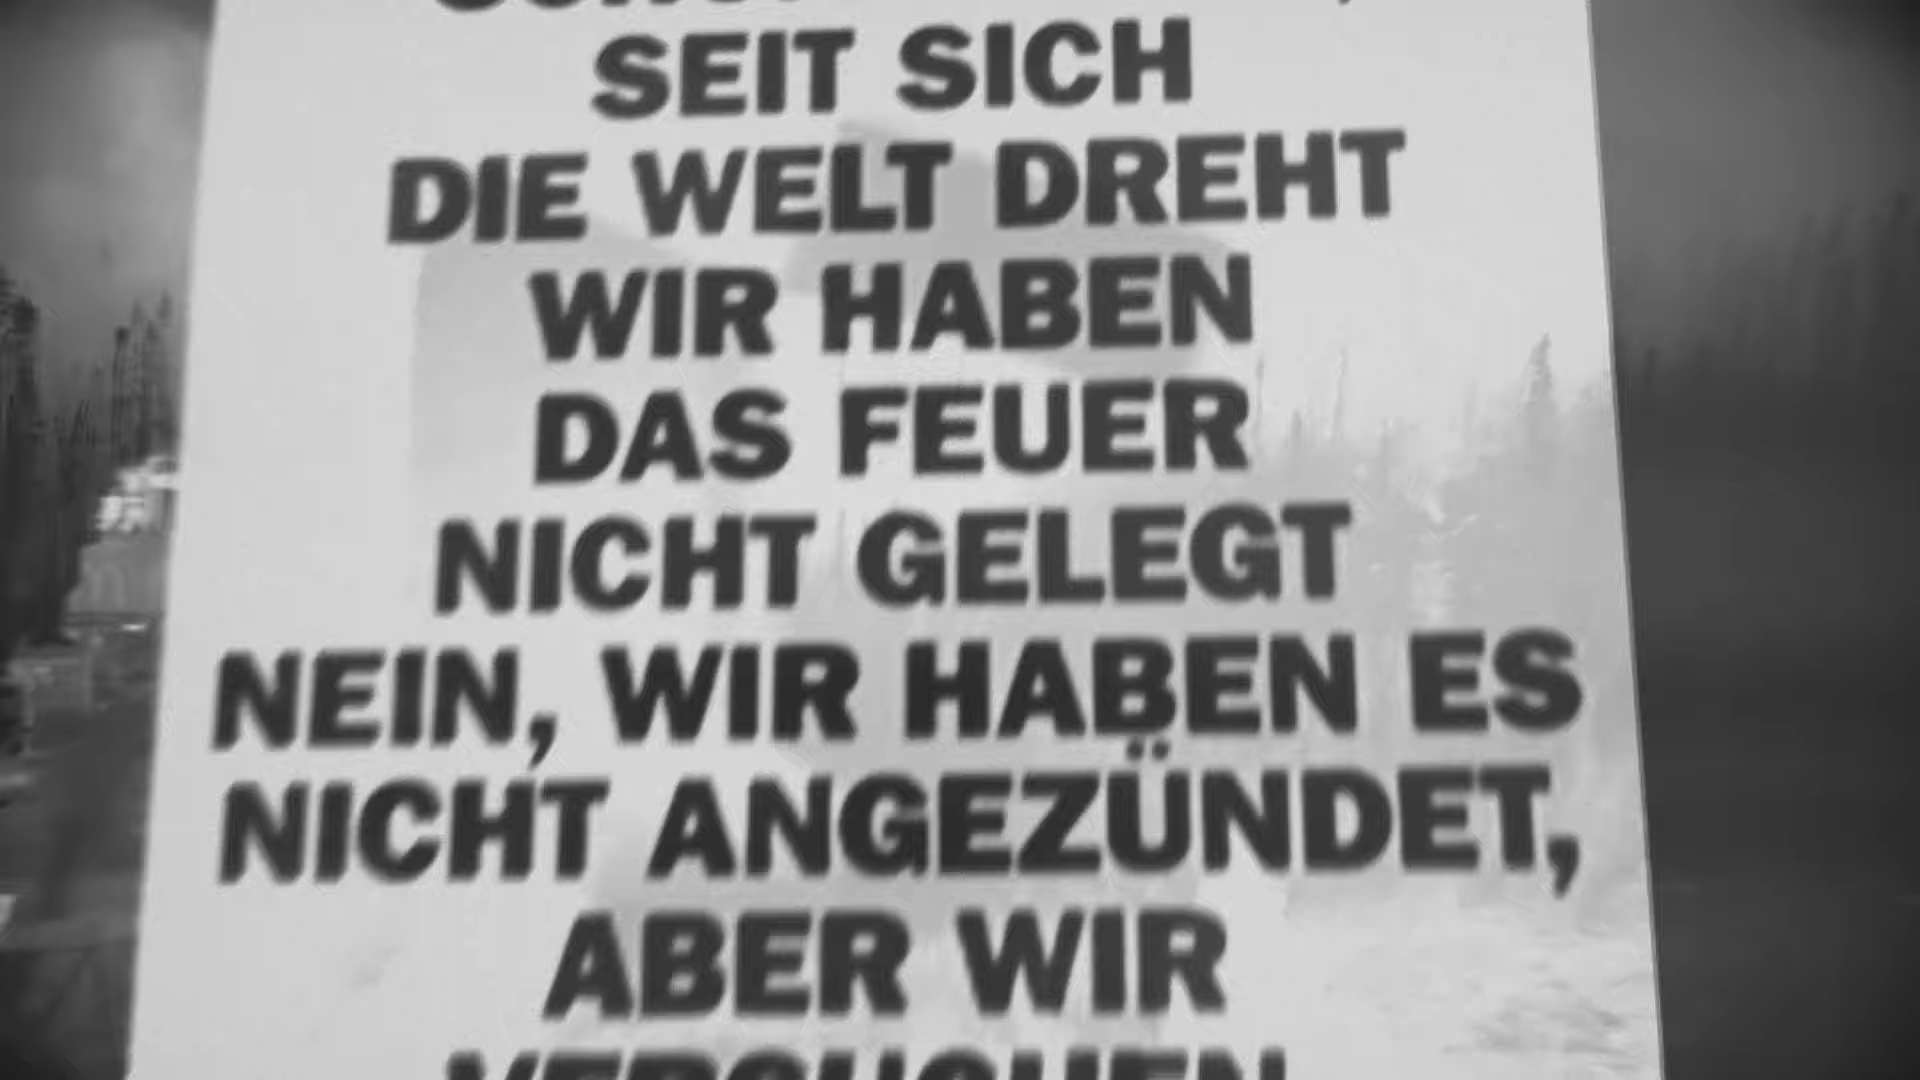 SEIT SICH
DIE WELT DREHT
WIR HABEN
DAS FEUER
NICHT GELEGT
NEIN, WIR HABEN ES
NICHT ANGEZÜNDET,
ABER WIR
VERSUCHEN